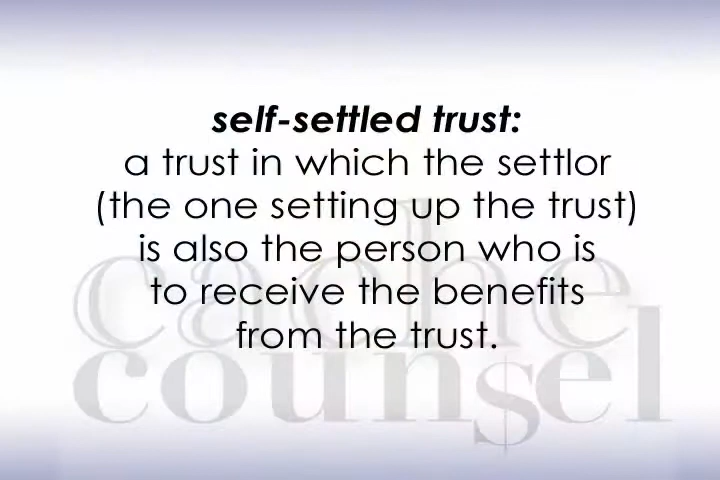 self-settled trust:
a trust in which the settlor
(the one setting up the trust)
is also the person who is
to receive the benefits
from the trust.
cache
coun$el